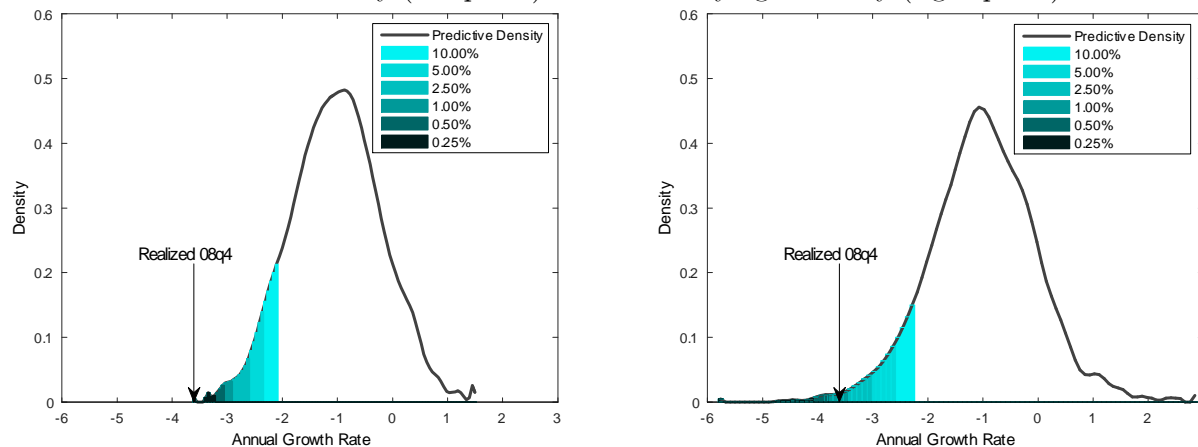 0.6
0.5
0.4
0.3
0.2
0.1
0
Density
-6 -5 -4 -3 -2 -1 0 1 2 3
Annual Growth Rate
Realized 08q4
Predictive Density
10.00%
5.00%
2.50%
1.00%
0.50%
0.25%
0.6
0.5
0.4
0.3
0.2
0.1
0
Density
-6 -5 -4 -3 -2 -1 0 1 2
Annual Growth Rate
Realized 08q4
Predictive Density
10.00%
5.00%
2.50%
1.00%
0.50%
0.25%